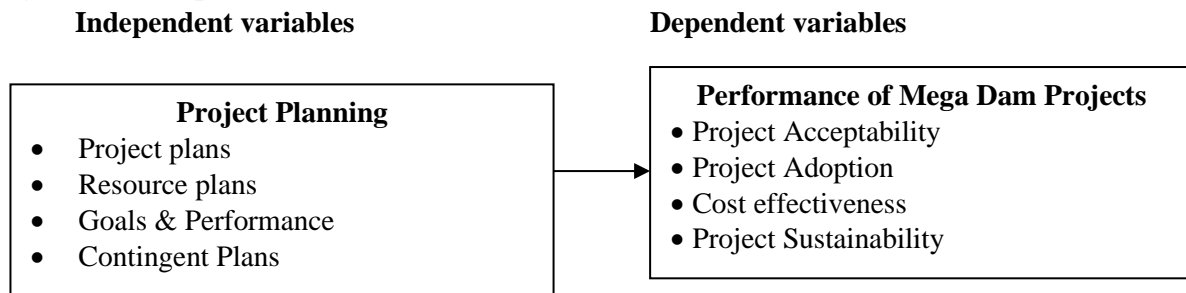 Independent variables
Dependent variables
Project Planning
• Project plans
• Resource plans
• Goals & Performance
• Contingent Plans
Performance of Mega Dam Projects
• Project Acceptability
• Project Adoption
• Cost effectiveness
• Project Sustainability